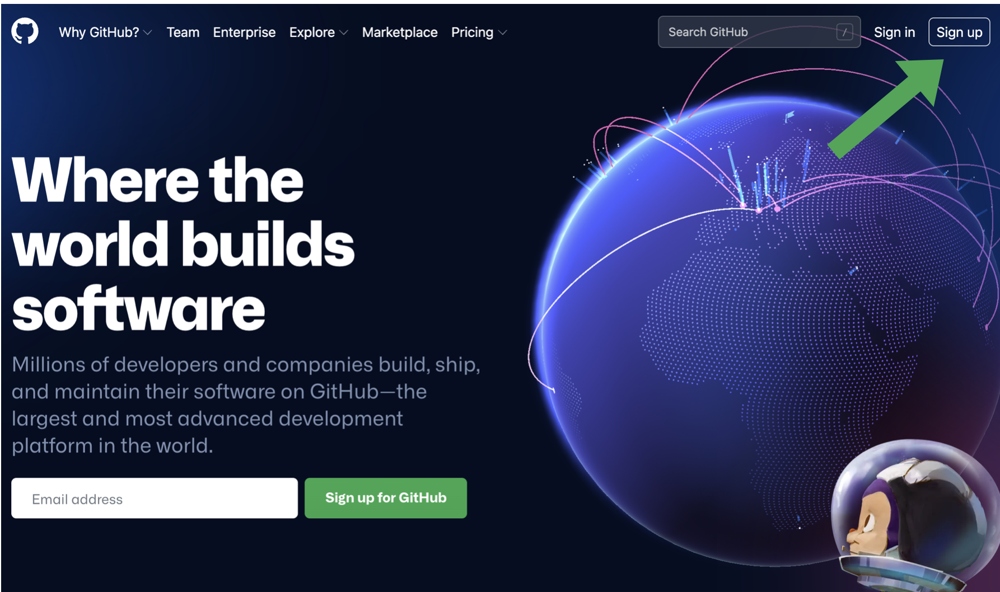 Why GitHub? Team Enterprise Explore Marketplace Pricing Search GitHub / Sign in Sign up
Where the
world builds
software
Millions of developers and companies build, ship,
and maintain their software on GitHub—the
largest and most advanced development
platform in the world.
Email address Sign up for GitHub